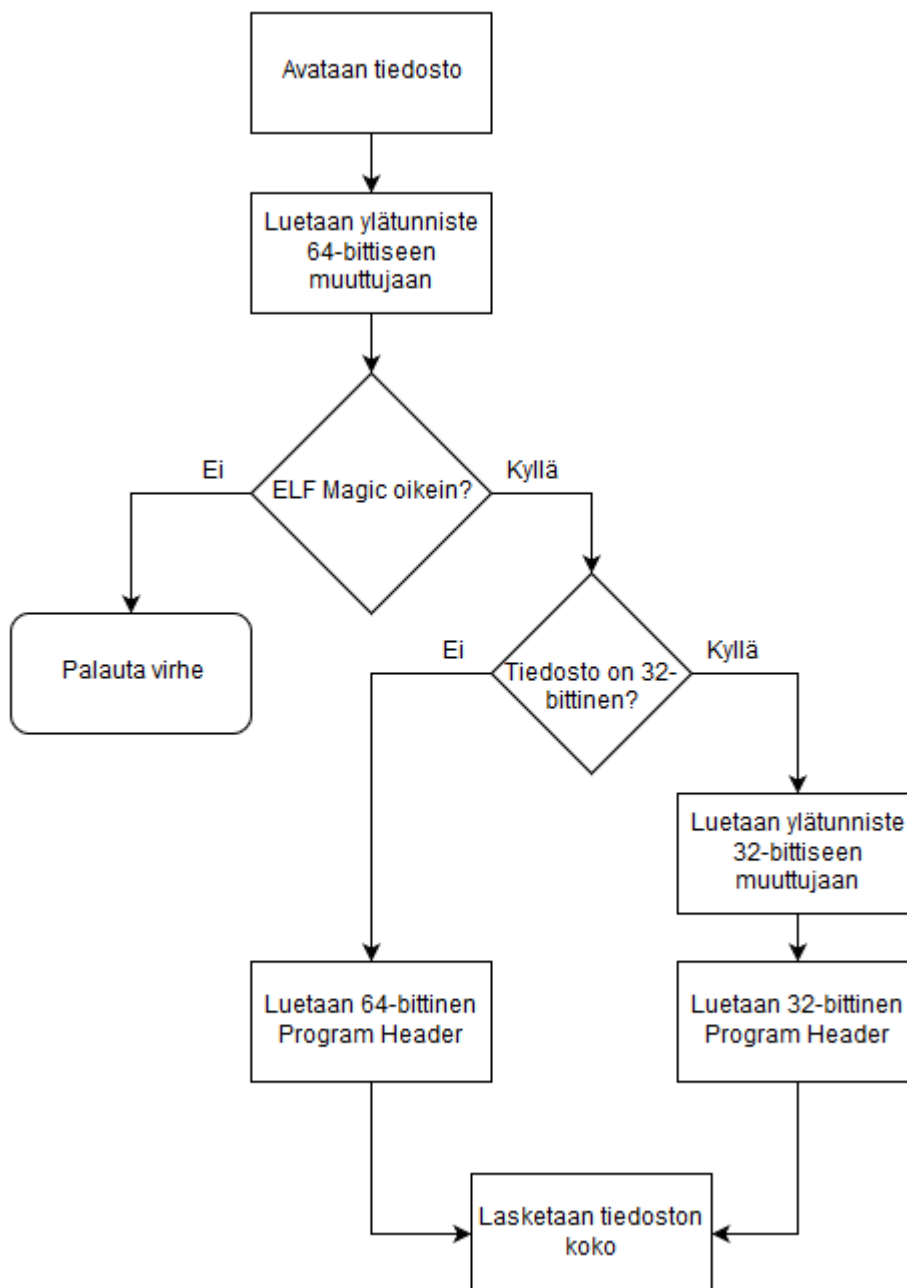 Avataan tiedosto
Luetaan ylätunniste
64-bittiseen
muuttujaan
Ei
Kyllä
ELF Magic oikein?
Palauta virhe
Ei
Kyllä
Tiedosto on 32-
bittinen?
Luetaan ylätunniste
32-bittiseen
muuttujaan
Luetaan 64-bittinen
Program Header
Luetaan 32-bittinen
Program Header
Lasketaan tiedoston
koko